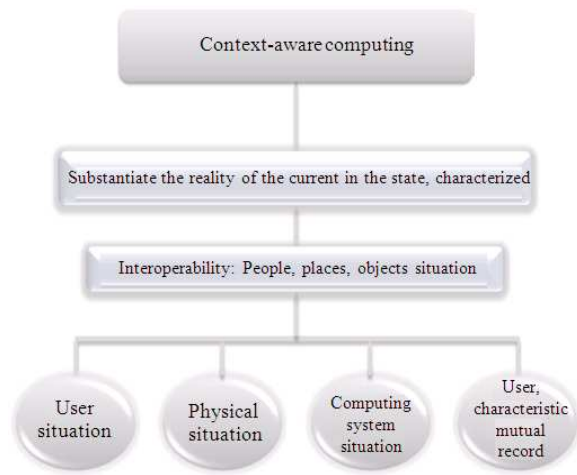 Context-aware computing
Substantiate the reality of the current in the state, characterized
Interoperability: People, places, objects situation
User
situation
Physical
situation
Computing
system
situation
User,
characteristic
mutual
record